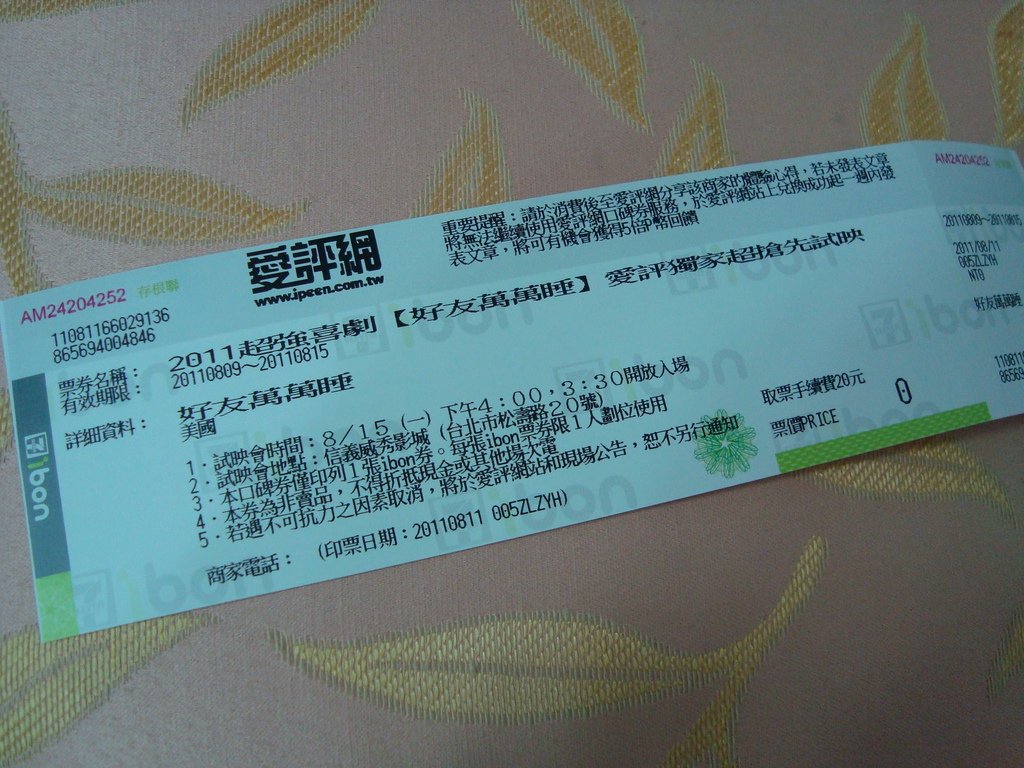 AM24204252 存根聯
11081166029136
865694004846
愛評網
www.ipeen.com.tw
重要提醒：請於消費後至愛評網分享該商家的體驗心得，若未發表文章
將無法繼續使用愛評網口碑券服務，於愛評網站上兌換成功起一週內發
表文章，將可有機會獲得5倍P幣回饋
票券名稱： 2011超強喜劇【好友萬萬睡】愛評獨家超搶先試映
有效期限： 20110809~20110815
詳細資料： 好友萬萬睡
美國
1．試映會時間：8/15 (一) 下午4:00,3:30開放入場
2．試映會地點：信義威秀影城 (台北市松壽路20號)
3．本口碑券僅印列1張ibon券。每張ibon票券限1人劃位使用
4．本券為非賣品，不得折抵現金或其他場次電
5．若遇不可抗力之因素取消，將於愛評網站和現場公告，恕不另行通知
商家電話： (印票日期：20110811 005ZLZYH)
取票手續費20元
票價PRICE 0
ibon
AM24204252
20110809~20110815
2011/08/11
005ZLZYH
NT0
好友萬萬睡
110811
86569